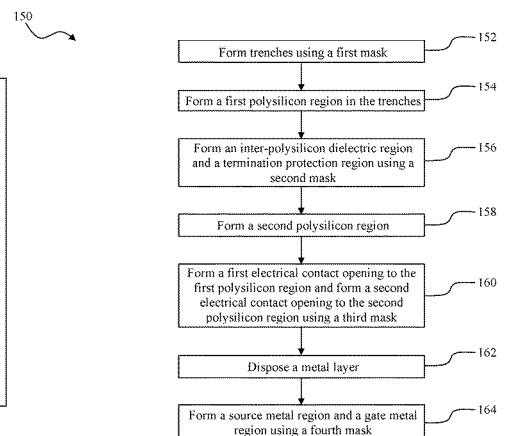 150
Form trenches using a first mask
152
Form a first polysilicon region in the trenches
154
Form an inter-polysilicon dielectric region
and a termination protection region using a
second mask
156
Form a second polysilicon region
158
Form a first electrical contact opening to the
first polysilicon region and form a second
electrical contact opening to the second
polysilicon region using a third mask
160
Dispose a metal layer
162
Form a source metal region and a gate metal
region using a fourth mask
164